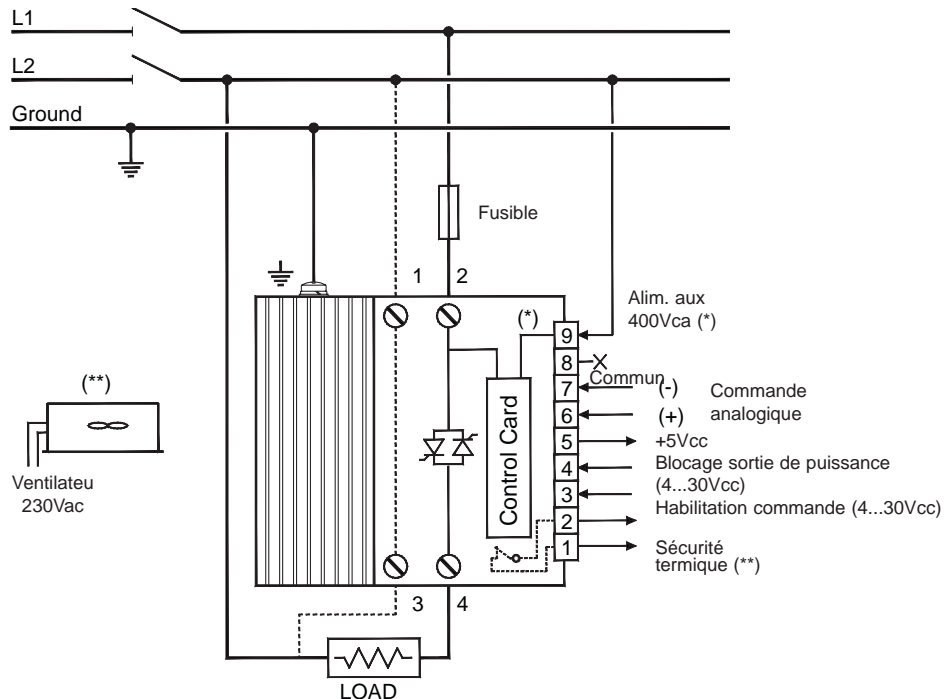 L1
L2
Ground
Fusible
1 2
Alim. aux
400Vca (*)
(*)
9
8
Commun
7
(-)
Commande
analogique
6
(+)
5
+5Vcc
4
Blocage sortie de puissance
(4...30Vcc)
3
Habilitation commande (4...30Vcc)
2
1
Sécurité
termique (**)
Control Card
(**)
Ventilateu
230Vac
3 4
LOAD